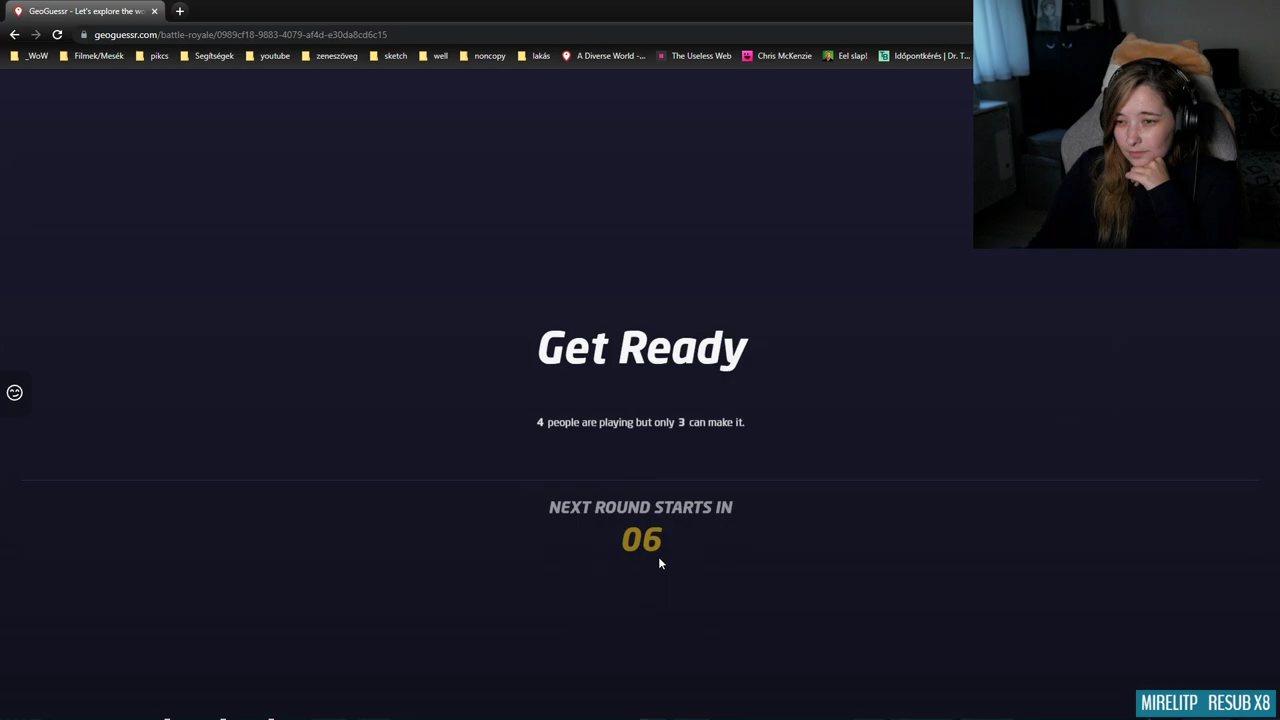 GeoGuessr - Let's explore the wo
geoguessr.com/battle-royale/0989cf18-9883-4079-af4d-e30da8cd6c15
_WoW Filmek/Mesék pikcs Segítségek youtube zeneszöveg sketch well noncopy lakás A Diverse World -... The Useless Web Chris McKenzie Eel slap! Időpontkérés | Dr. T...
Get Ready
4 people are playing but only 3 can make it.
NEXT ROUND STARTS IN
06
MIRELITP RESUB X8